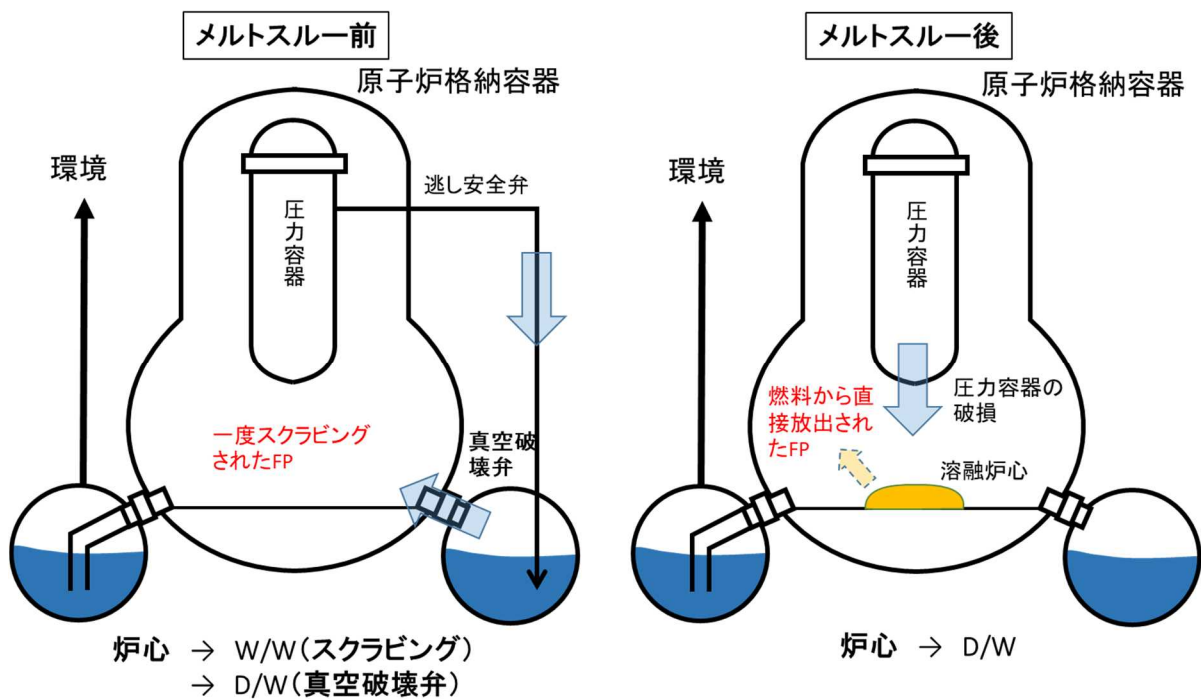 メルトスルー前
原子炉格納容器
環境
逃し安全弁
圧力容器
一度スクラビング
されたFP
真空破
壊弁
炉心 → W/W(スクラビング)
→ D/W(真空破壊弁)
メルトスルー後
原子炉格納容器
環境
圧力容器
圧力容器の
破損
燃料から直
接放出され
たFP
溶融炉心
炉心 → D/W